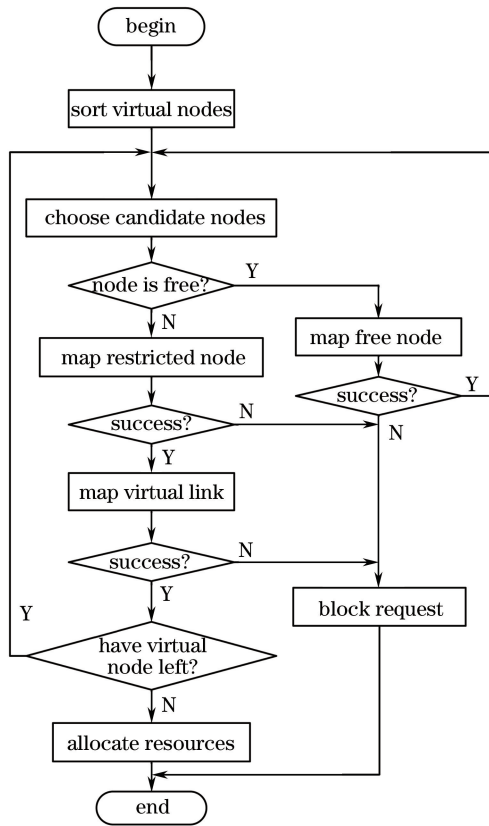 begin
sort virtual nodes
choose candidate nodes
node is free?
Y
N
map free node
map restricted node
success?
Y
success?
N
N
Y
map virtual link
success?
N
Y
Y
block request
have virtual
node left?
N
allocate resources
end